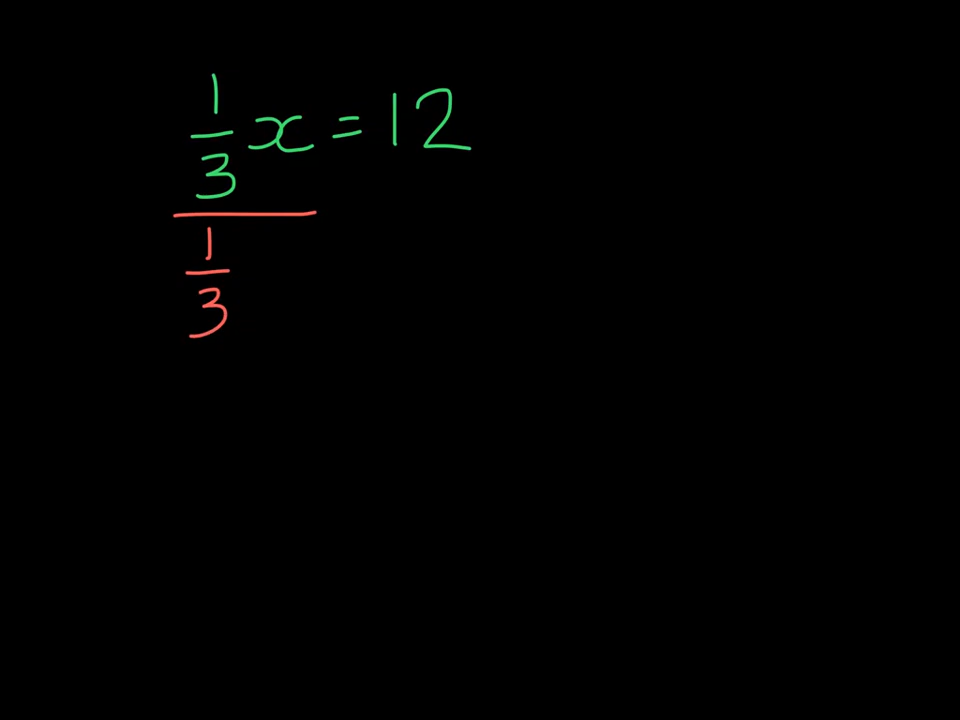 1/3 x = 12
1/3